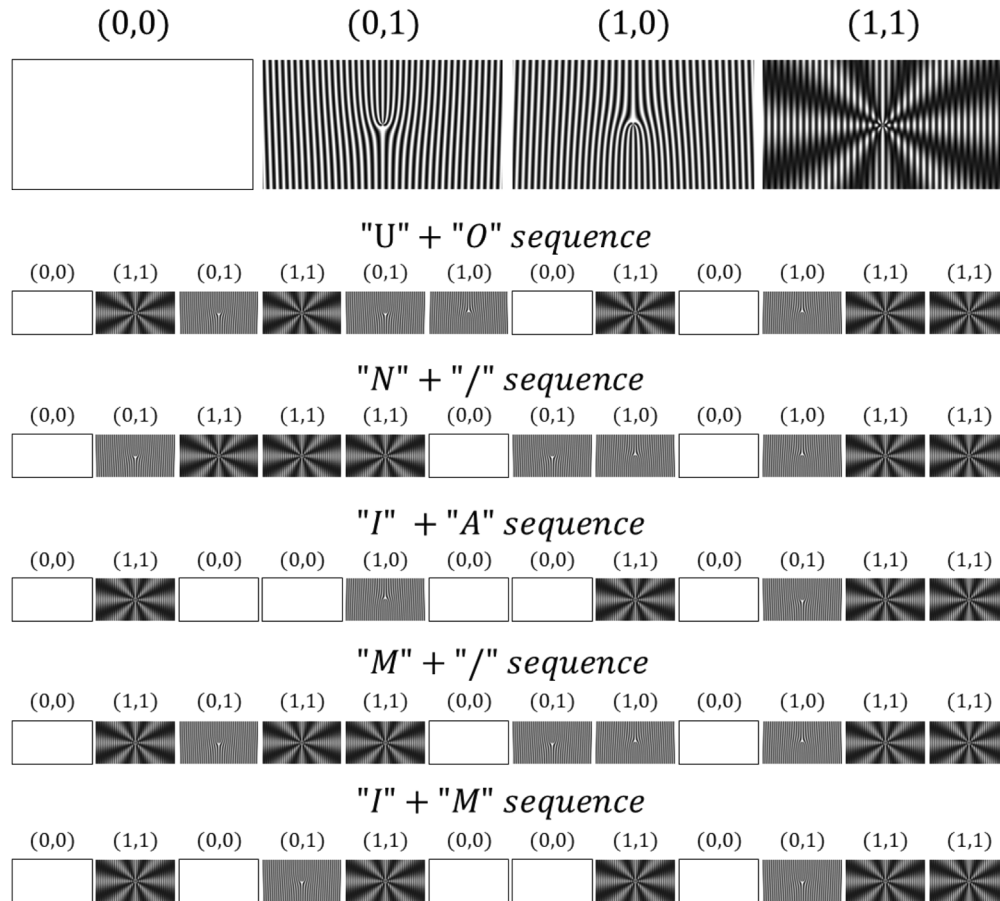 (0,0) (0,1) (1,0) (1,1)
"U" + "O" sequence
(0,0) (1,1) (0,1) (1,1) (0,1) (1,0) (0,0) (1,1) (0,0) (1,0) (1,1) (1,1)
"N" + "/" sequence
(0,0) (0,1) (1,1) (1,1) (1,1) (0,0) (0,1) (1,0) (0,0) (1,0) (1,1) (1,1)
"I" + "A" sequence
(0,0) (1,1) (0,0) (0,0) (1,0) (0,0) (0,0) (1,1) (0,0) (0,1) (1,1) (1,1)
"M" + "/" sequence
(0,0) (1,1) (0,1) (1,1) (1,1) (0,0) (0,1) (1,0) (0,0) (1,0) (1,1) (1,1)
"I" + "M" sequence
(0,0) (1,1) (0,0) (0,1) (1,1) (0,0) (0,0) (1,1) (0,0) (0,1) (1,1) (1,1)